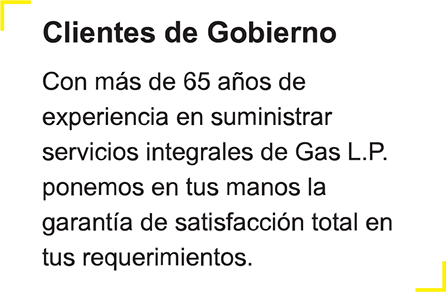 Clientes de Gobierno
Con más de 65 años de
experiencia en suministrar
servicios integrales de Gas L.P.
ponemos en tus manos la
garantía de satisfacción total en
tus requerimientos.